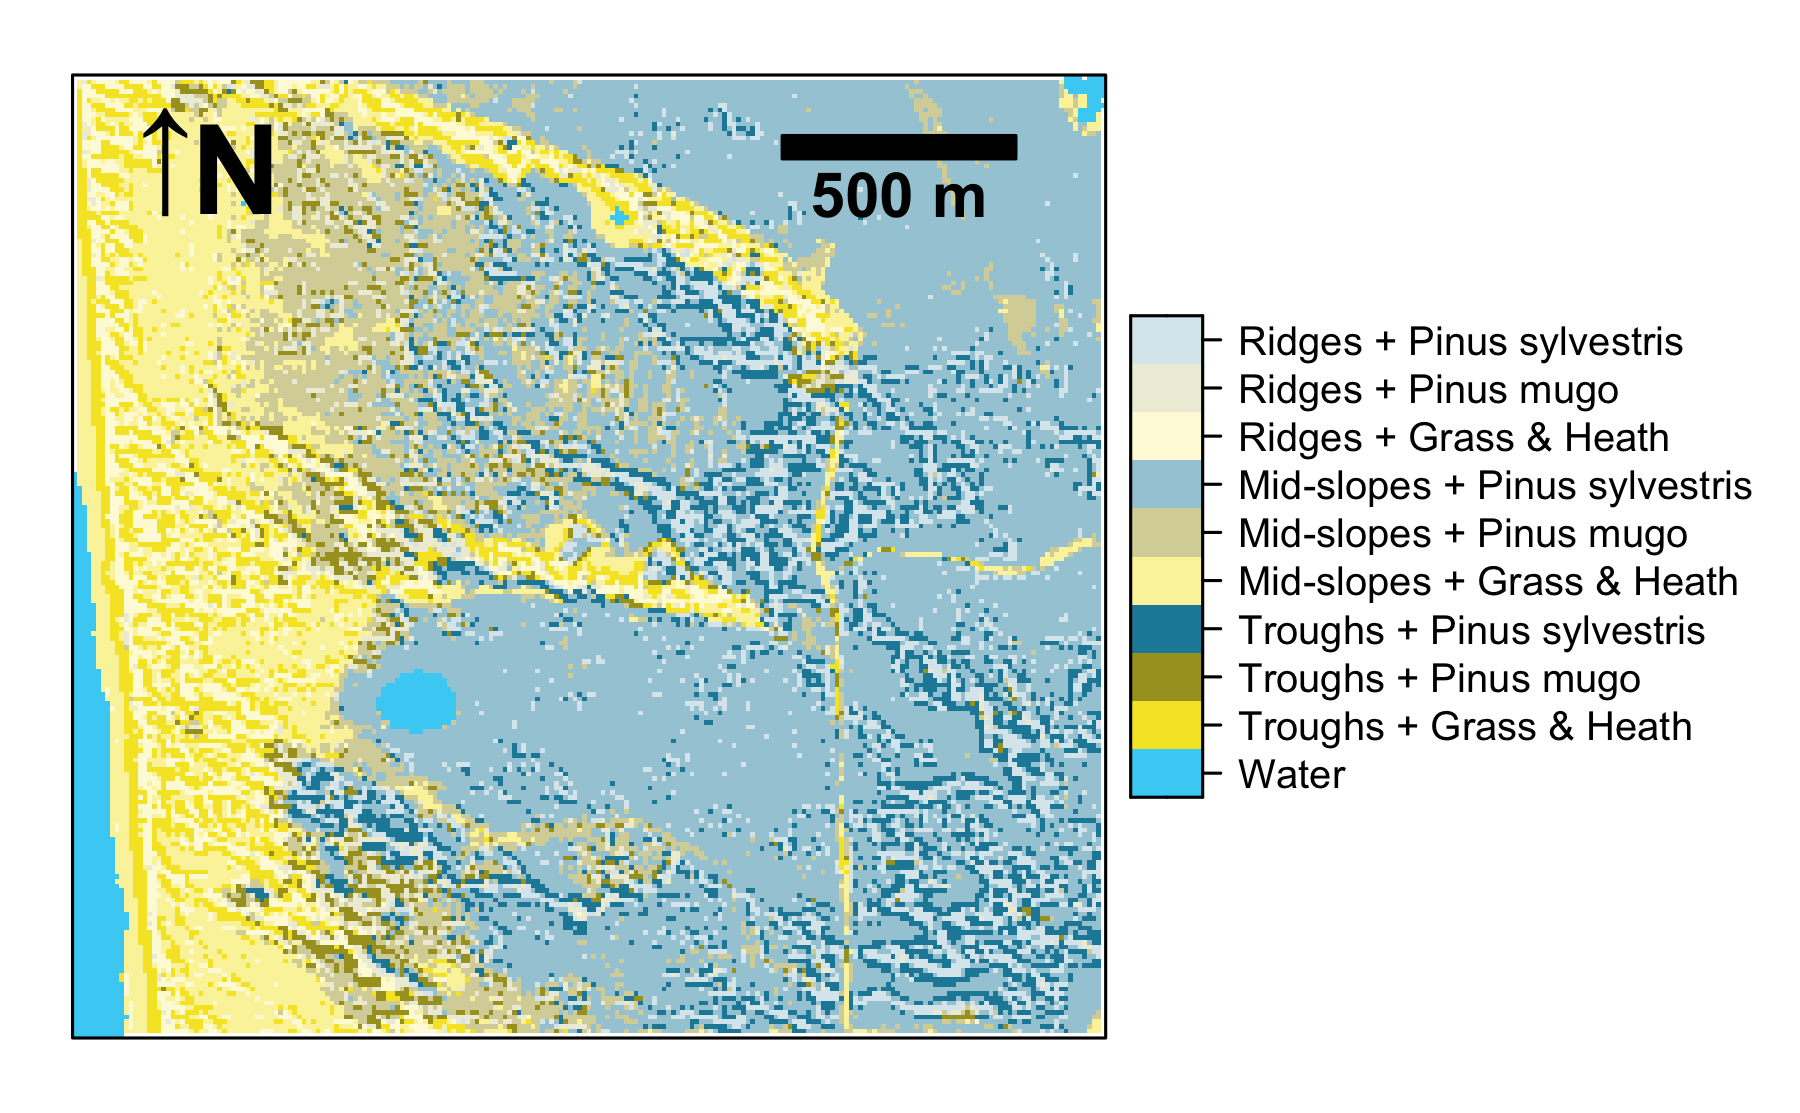 ↑N
500 m
Ridges + Pinus sylvestris
Ridges + Pinus mugo
Ridges + Grass & Heath
Mid-slopes + Pinus sylvestris
Mid-slopes + Pinus mugo
Mid-slopes + Grass & Heath
Troughs + Pinus sylvestris
Troughs + Pinus mugo
Troughs + Grass & Heath
Water